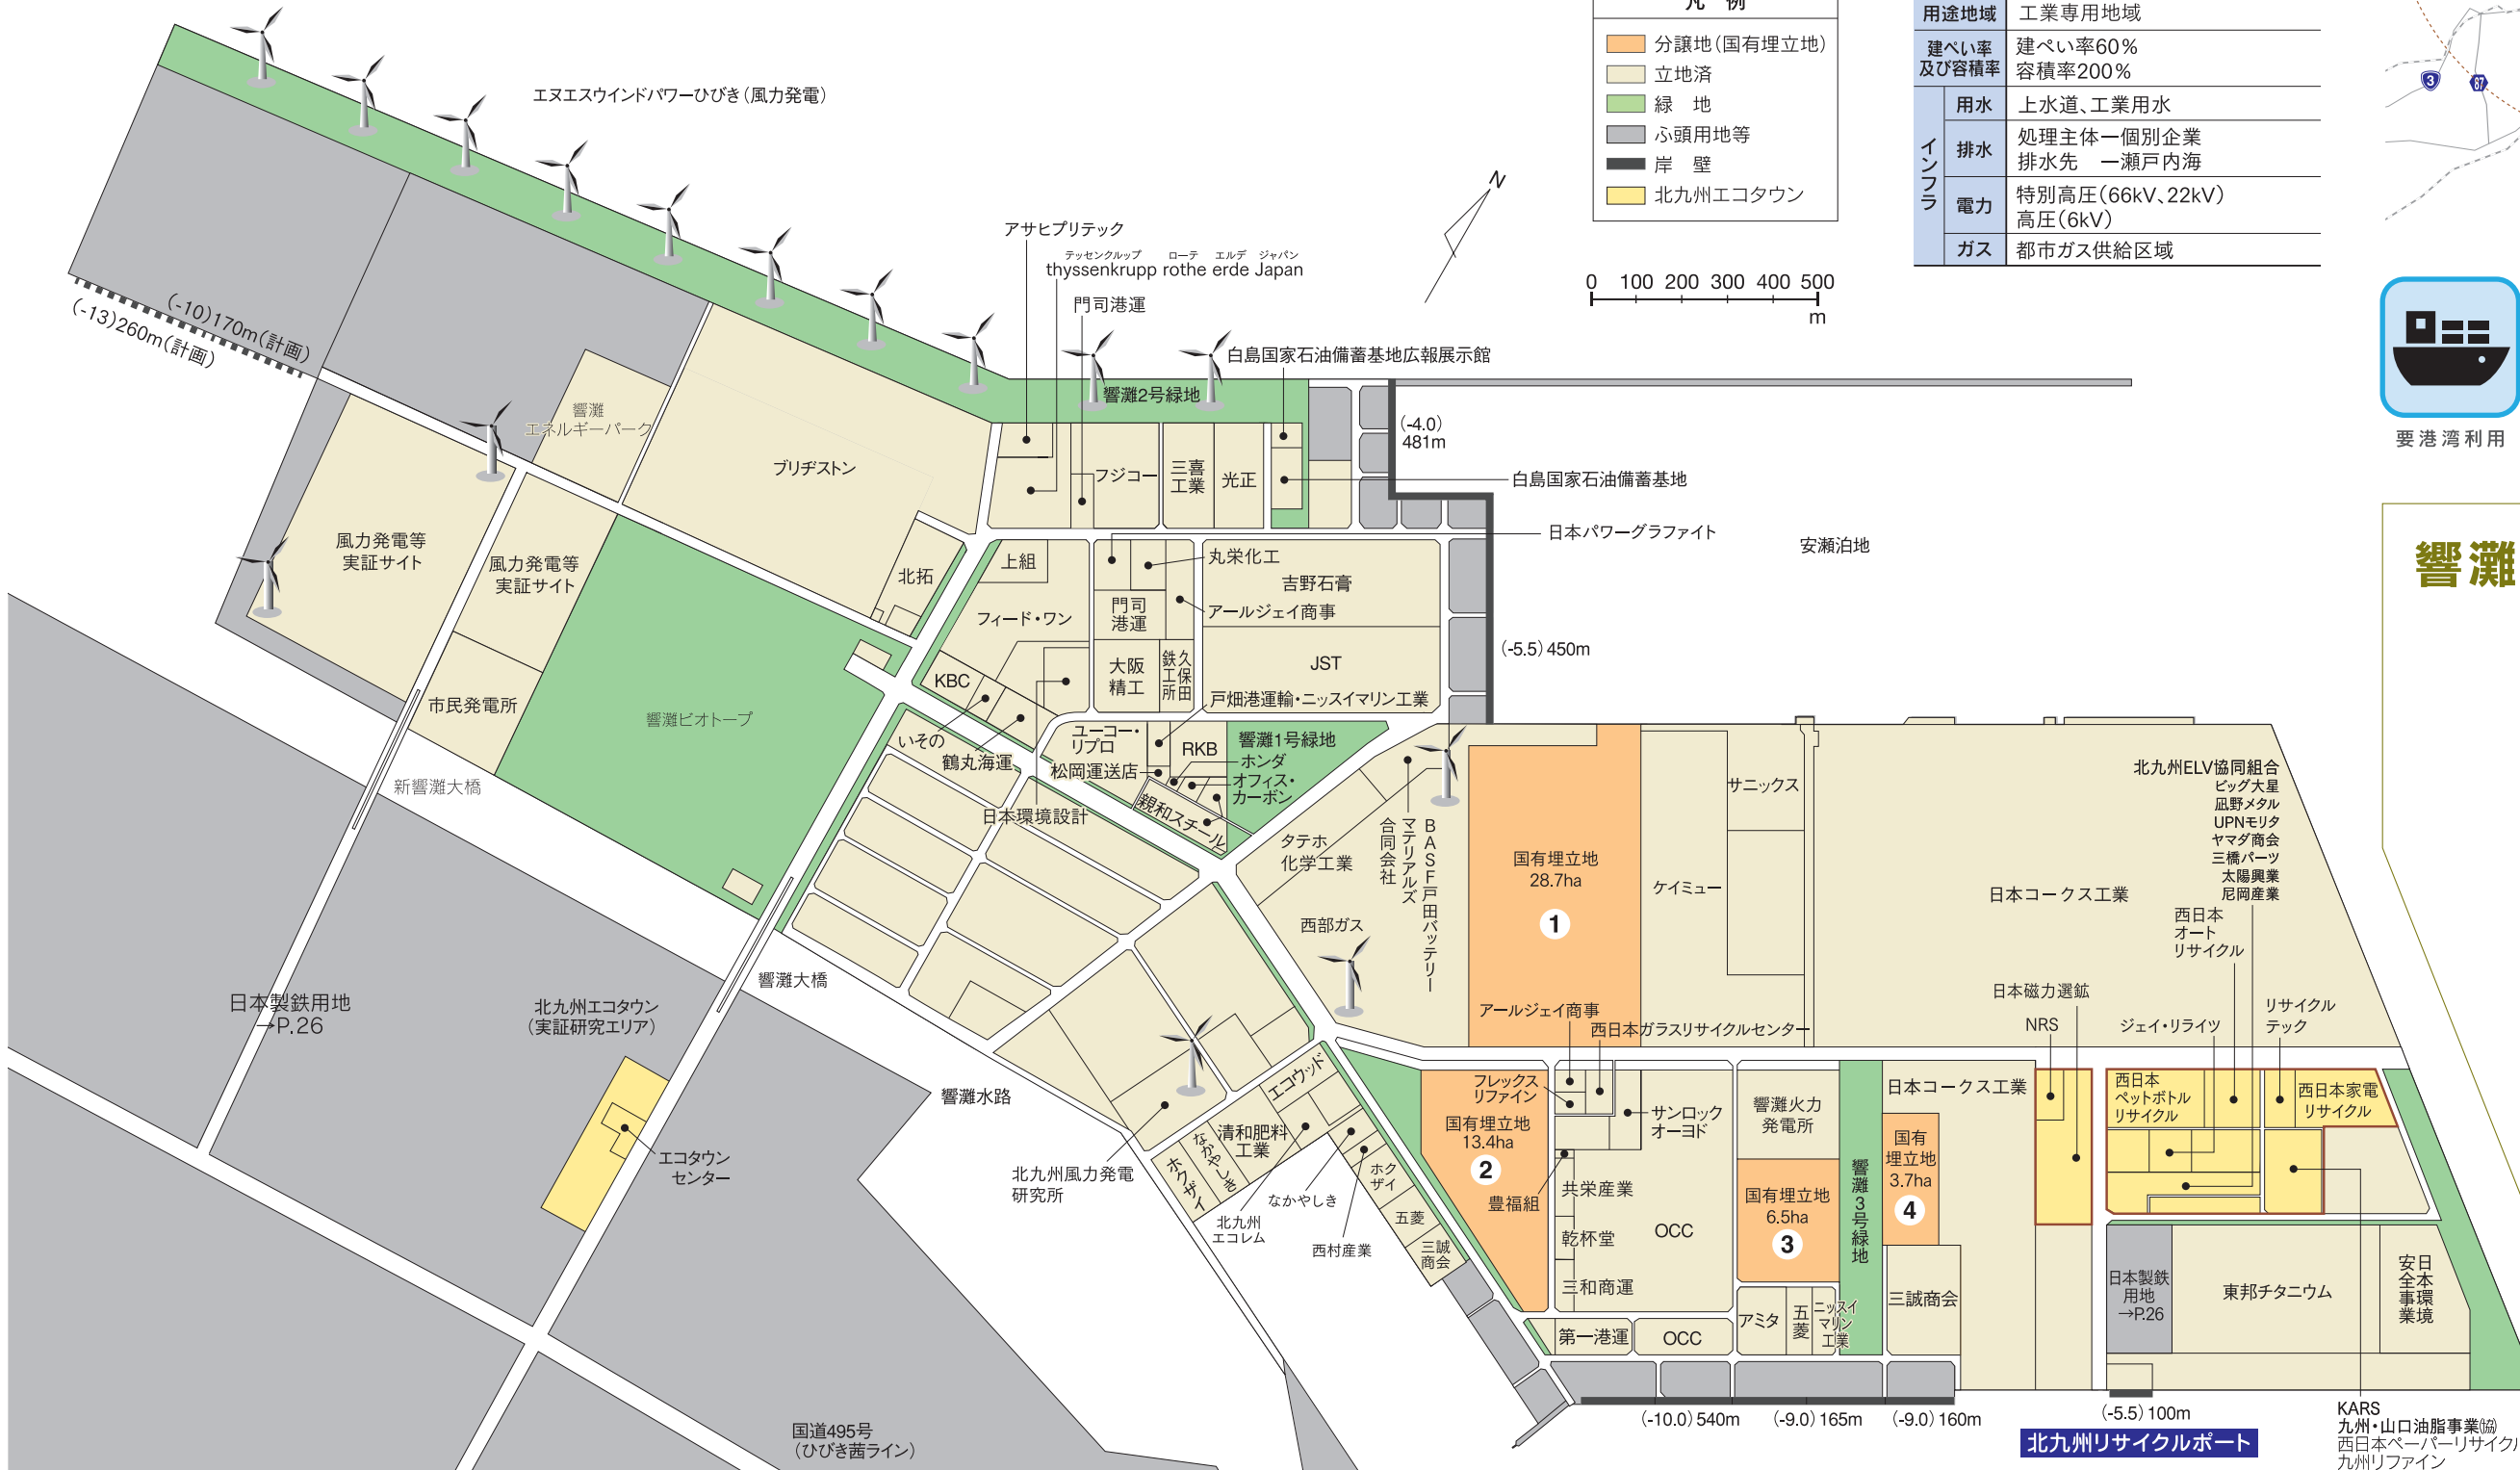 凡 例
分譲地（国有埋立地）
立地済
緑 地
ふ頭用地等
岸 壁
北九州エコタウン
0 100 200 300 400 500
m
N
用途地域 工業専用地域
建ぺい率
及び容積率
建ぺい率60%
容積率200%
インフラ
用水 上水道、工業用水
排水
処理主体ー個別企業
排水先 ー瀬戸内海
電力
特別高圧（66kV、22kV）
高圧（6kV）
ガス 都市ガス供給区域
3
67
要港湾利用
響灘
エヌエスウインドパワーひびき（風力発電）
(-10)170m（計画）
(-13)260m（計画）
アサヒプリテック
テッセンクルップ ローテ エルデ ジャパン
thyssenkrupp rothe erde Japan
門司港運
白島国家石油備蓄基地広報展示館
響灘2号緑地
(-4.0)
481m
白島国家石油備蓄基地
日本パワーグラファイト
安瀬泊地
(-5.5) 450m
響灘
エネルギーパーク
ブリヂストン
フジコー
三喜
工業
光正
風力発電等
実証サイト
風力発電等
実証サイト
北拓
上組
丸栄化工
吉野石膏
フィード・ワン
門司
港運
アールジェイ商事
KBC
大阪
精工
久保田
鉄工所
JST
戸畑港運輸・ニッスイマリン工業
市民発電所
響灘ビオトープ
いその
鶴丸海運
日本環境設計
ユーコー・
リプロ
松岡運送店
RKB
響灘1号緑地
ホンダ
オフィス・
カーボン
親和スチール
新響灘大橋
タテホ
化学工業
BASF戸田バッテリー
マテリアルズ
合同会社
西部ガス
国有埋立地
28.7ha
1
サニックス
ケイミュー
日本コークス工業
北九州ELV協同組合
ビッグ大星
凪野メタル
UPNモリタ
ヤマダ商会
三橋パーツ
太陽興業
尼岡産業
西日本
オート
リサイクル
日本磁力選鉱
NRS
ジェイ・リライツ
リサイクル
テック
響灘大橋
日本製鉄用地
→P.26
北九州エコタウン
（実証研究エリア）
エコタウン
センター
響灘水路
北九州風力発電
研究所
エコウッド
清和肥料
工業
なかやしき
ホクザイ
北九州
エコレム
なかやしき
西村産業
ホク
ザイ
五菱
三誠
商会
アールジェイ商事
西日本ガラスリサイクルセンター
フレックス
リファイン
国有埋立地
13.4ha
2
サンロック
オーヨド
豊福組
共栄産業
乾杯堂
三和商運
OCC
第一港運
OCC
響灘火力
発電所
国有埋立地
6.5ha
3
アミタ
五菱
ニッスイ
マリン
工業
響灘3号緑地
日本コークス工業
国有
埋立地
3.7ha
4
三誠商会
西日本
ペットボトル
リサイクル
西日本家電
リサイクル
日本製鉄
用地
→P.26
東邦チタニウム
日本環境
安全事業
(-10.0) 540m
(-9.0) 165m
(-9.0) 160m
(-5.5) 100m
北九州リサイクルポート
KARS
九州・山口油脂事業㈿
西日本ペーパーリサイクル
九州リファイン
国道495号
（ひびき茜ライン）